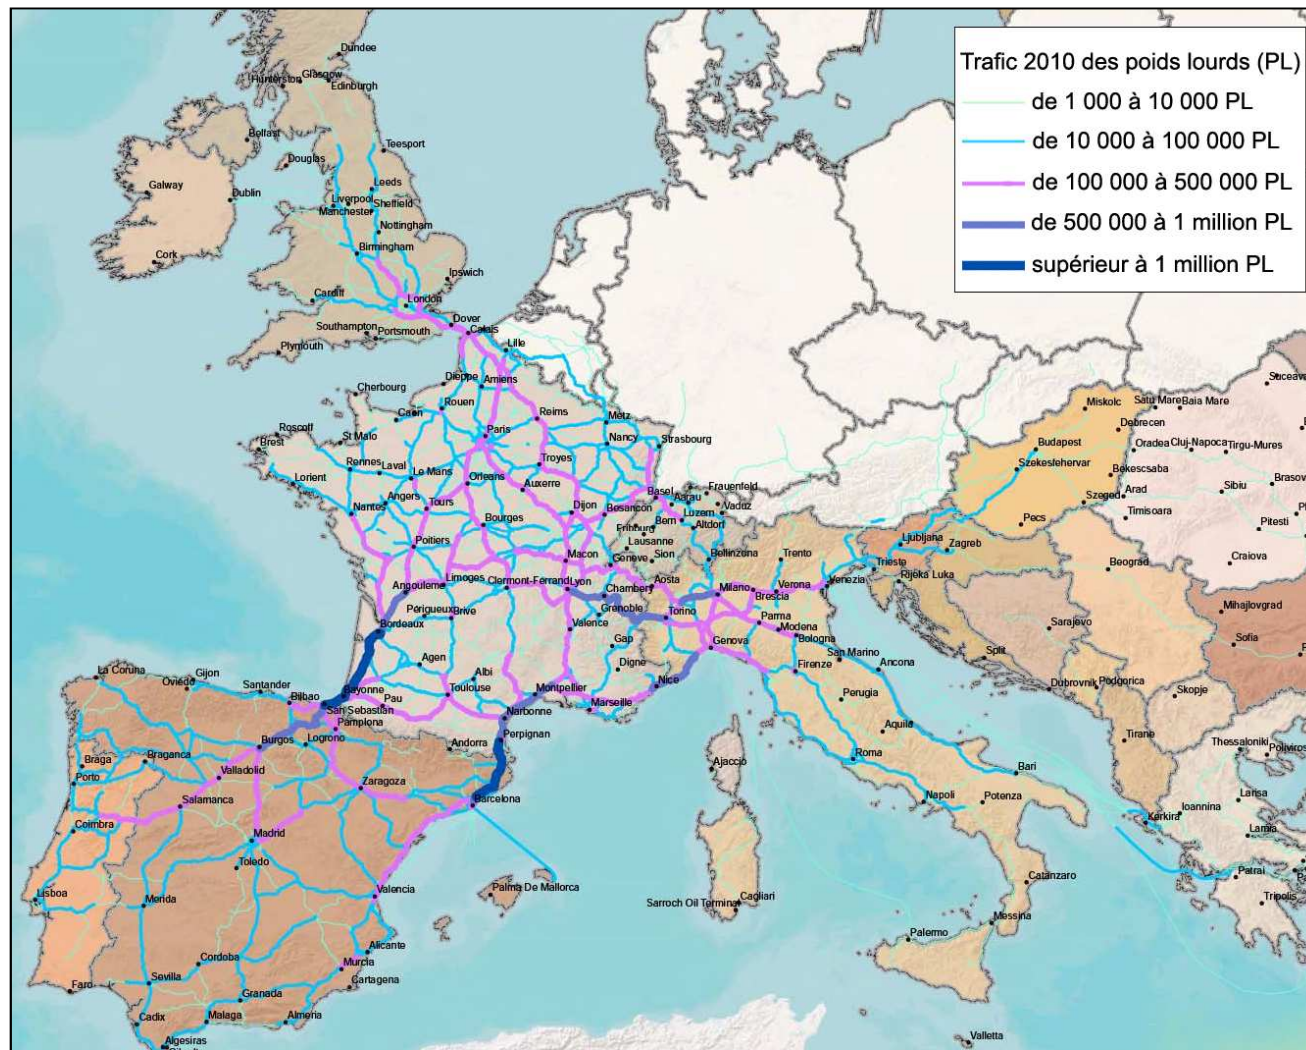 Trafic 2010 des poids lourds (PL)
de 1 000 à 10 000 PL
de 10 000 à 100 000 PL
de 100 000 à 500 000 PL
de 500 000 à 1 million PL
supérieur à 1 million PL
Dundee
Glasgow
Hunterston
Edinburgh
Belfast
Teesport
Douglas
Galway
Leeds
Dublin
Liverpool
Manchester
Sheffield
Nottingham
Cork
Birmingham
Ipswich
Cardiff
London
Dover
Southampton
Portsmouth
Calais
Plymouth
Lille
Dieppe
Amiens
Cherbourg
Rouen
Caen
Reims
Metz
Roscoff
Brest
St Malo
Paris
Nancy
Strasbourg
Rennes
Laval
Le Mans
Troyes
Lorient
Orleans
Auxerre
Angers
Tours
Nantes
Basel
Aarau
Frauenfeld
Vaduz
Dijon
Besancon
Luzern
Bourges
Bern
Altdorf
Fribourg
Lausanne
Poitiers
Macon
Geneve
Sion
Bellinzona
Trento
Angouleme
Limoges
Clermont-Ferrand
Lyon
Chambery
Aosta
Milano
Brescia
Verona
Venezia
Périgueux
Brive
Grenoble
Torino
Parma
Bordeaux
Valence
Modena
Bologna
Gap
Genova
Agen
Digne
San Marino
Albi
Firenze
Ancona
Toulouse
Montpellier
Nice
Bayonne
Pau
Marseille
Narbonne
Perugia
Perpignan
Aquila
Andorra
La Coruna
Gijon
Oviedo
Santander
Bilbao
San Sebastian
Pamplona
Burgos
Logrono
Braga
Braganca
Porto
Valladolid
Zaragoza
Salamanca
Barcelona
Coimbra
Madrid
Toledo
Lisboa
Merida
Valencia
Palma De Mallorca
Alicante
Murcia
Cordoba
Cartagena
Faro
Sevilla
Granada
Cadix
Malaga
Almeria
Algesiras
Ajaccio
Roma
Bari
Napoli
Potenza
Sarroch Oil Termina
Cagliari
Catanzaro
Messina
Palermo
Valletta
Suceava
Miskolc
Satu Mare
Baia Mare
Debrecen
Budapest
Oradea
Cluj-Napoca
Tirgu-Mures
Szekesfehervar
Bekescsaba
Szeged
Arad
Sibiu
Brasov
Timisoara
Pecs
Pitesti
Ljubljana
Zagreb
Craiova
Trieste
Rijeka Luka
Beograd
Mihajlovgrad
Sarajevo
Sofia
Split
Dubrovnik
Podgorica
Skopje
Tirane
Thessaloniki
Poliviros
Larisa
Ioannina
Kerkira
Lamia
Patrai
Tripolis